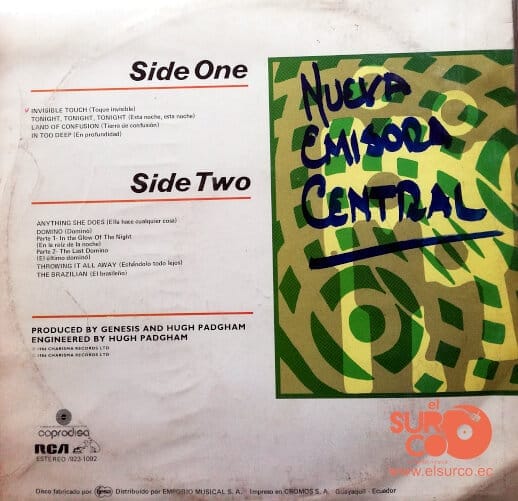 Side One
INVISIBLE TOUCH (Toque invisible)
TONIGHT, TONIGHT, TONIGHT (Esta noche, esta noche)
LAND OF CONFUSION (Tierra de confusión)
IN TOO DEEP (En profundidad)
Side Two
ANYTHING SHE DOES (Ella hace cualquier cosa)
DOMINO (Domino)
Parte 1- In the Glow Of The Night
(En la raíz de la noche)
Parte 2- The Last Domino
(El último dominó)
THROWING IT ALL AWAY (Echándolo todo lejos)
THE BRAZILIAN (El brasileño)
PRODUCED BY GENESIS AND HUGH PADGHAM
ENGINEERED BY HUGH PADGHAM
℗ 1986 CHARISMA RECORDS LTD
© 1986 CHARISMA RECORDS LTD
NUEVA
EMISORA
CENTRAL
coprodisa
RCA
ESTEREO /923-1092
el
SURCO
www.elsurco.ec
Disco fabricado por fesa Distribuído por EMPORIO MUSICAL S.A. Impreso en CROMOS S.A. Guayaquil - Ecuador